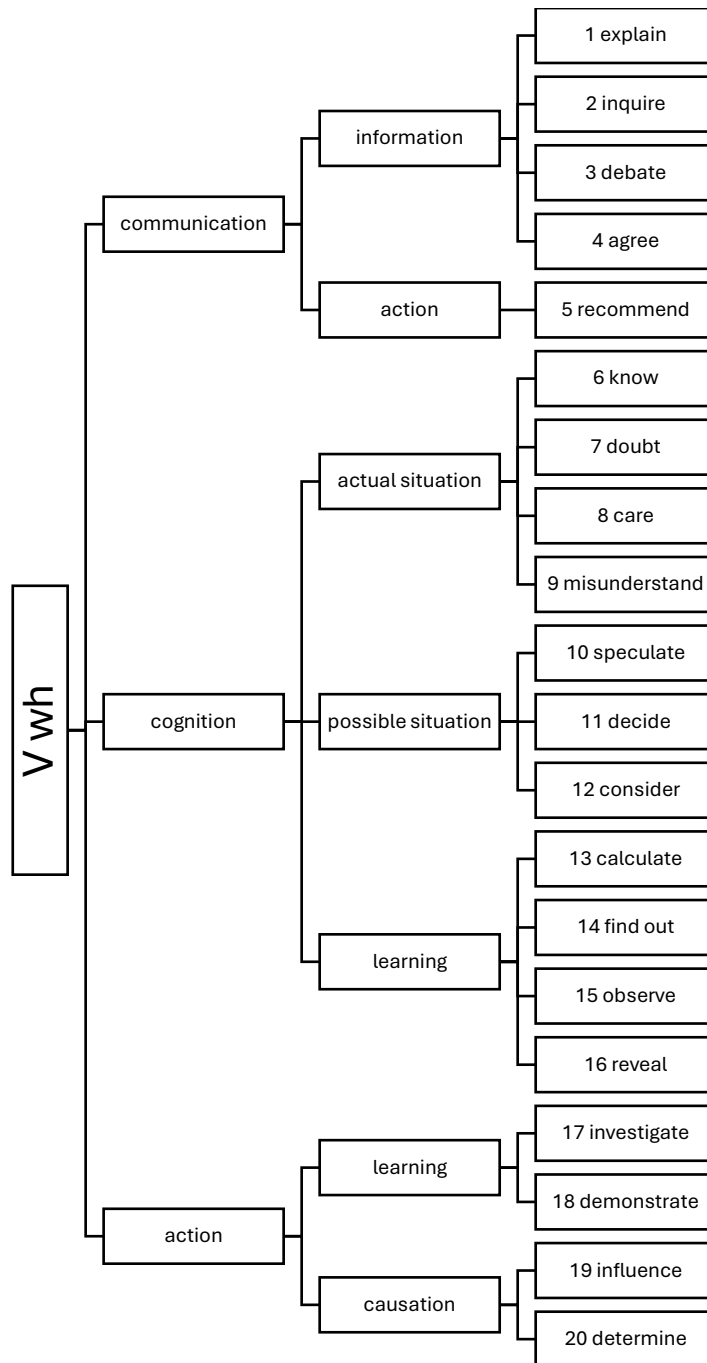 V wh
communication
information
1 explain
2 inquire
3 debate
4 agree
action
5 recommend
cognition
actual situation
6 know
7 doubt
8 care
9 misunderstand
possible situation
10 speculate
11 decide
12 consider
learning
13 calculate
14 find out
15 observe
16 reveal
action
learning
17 investigate
18 demonstrate
causation
19 influence
20 determine